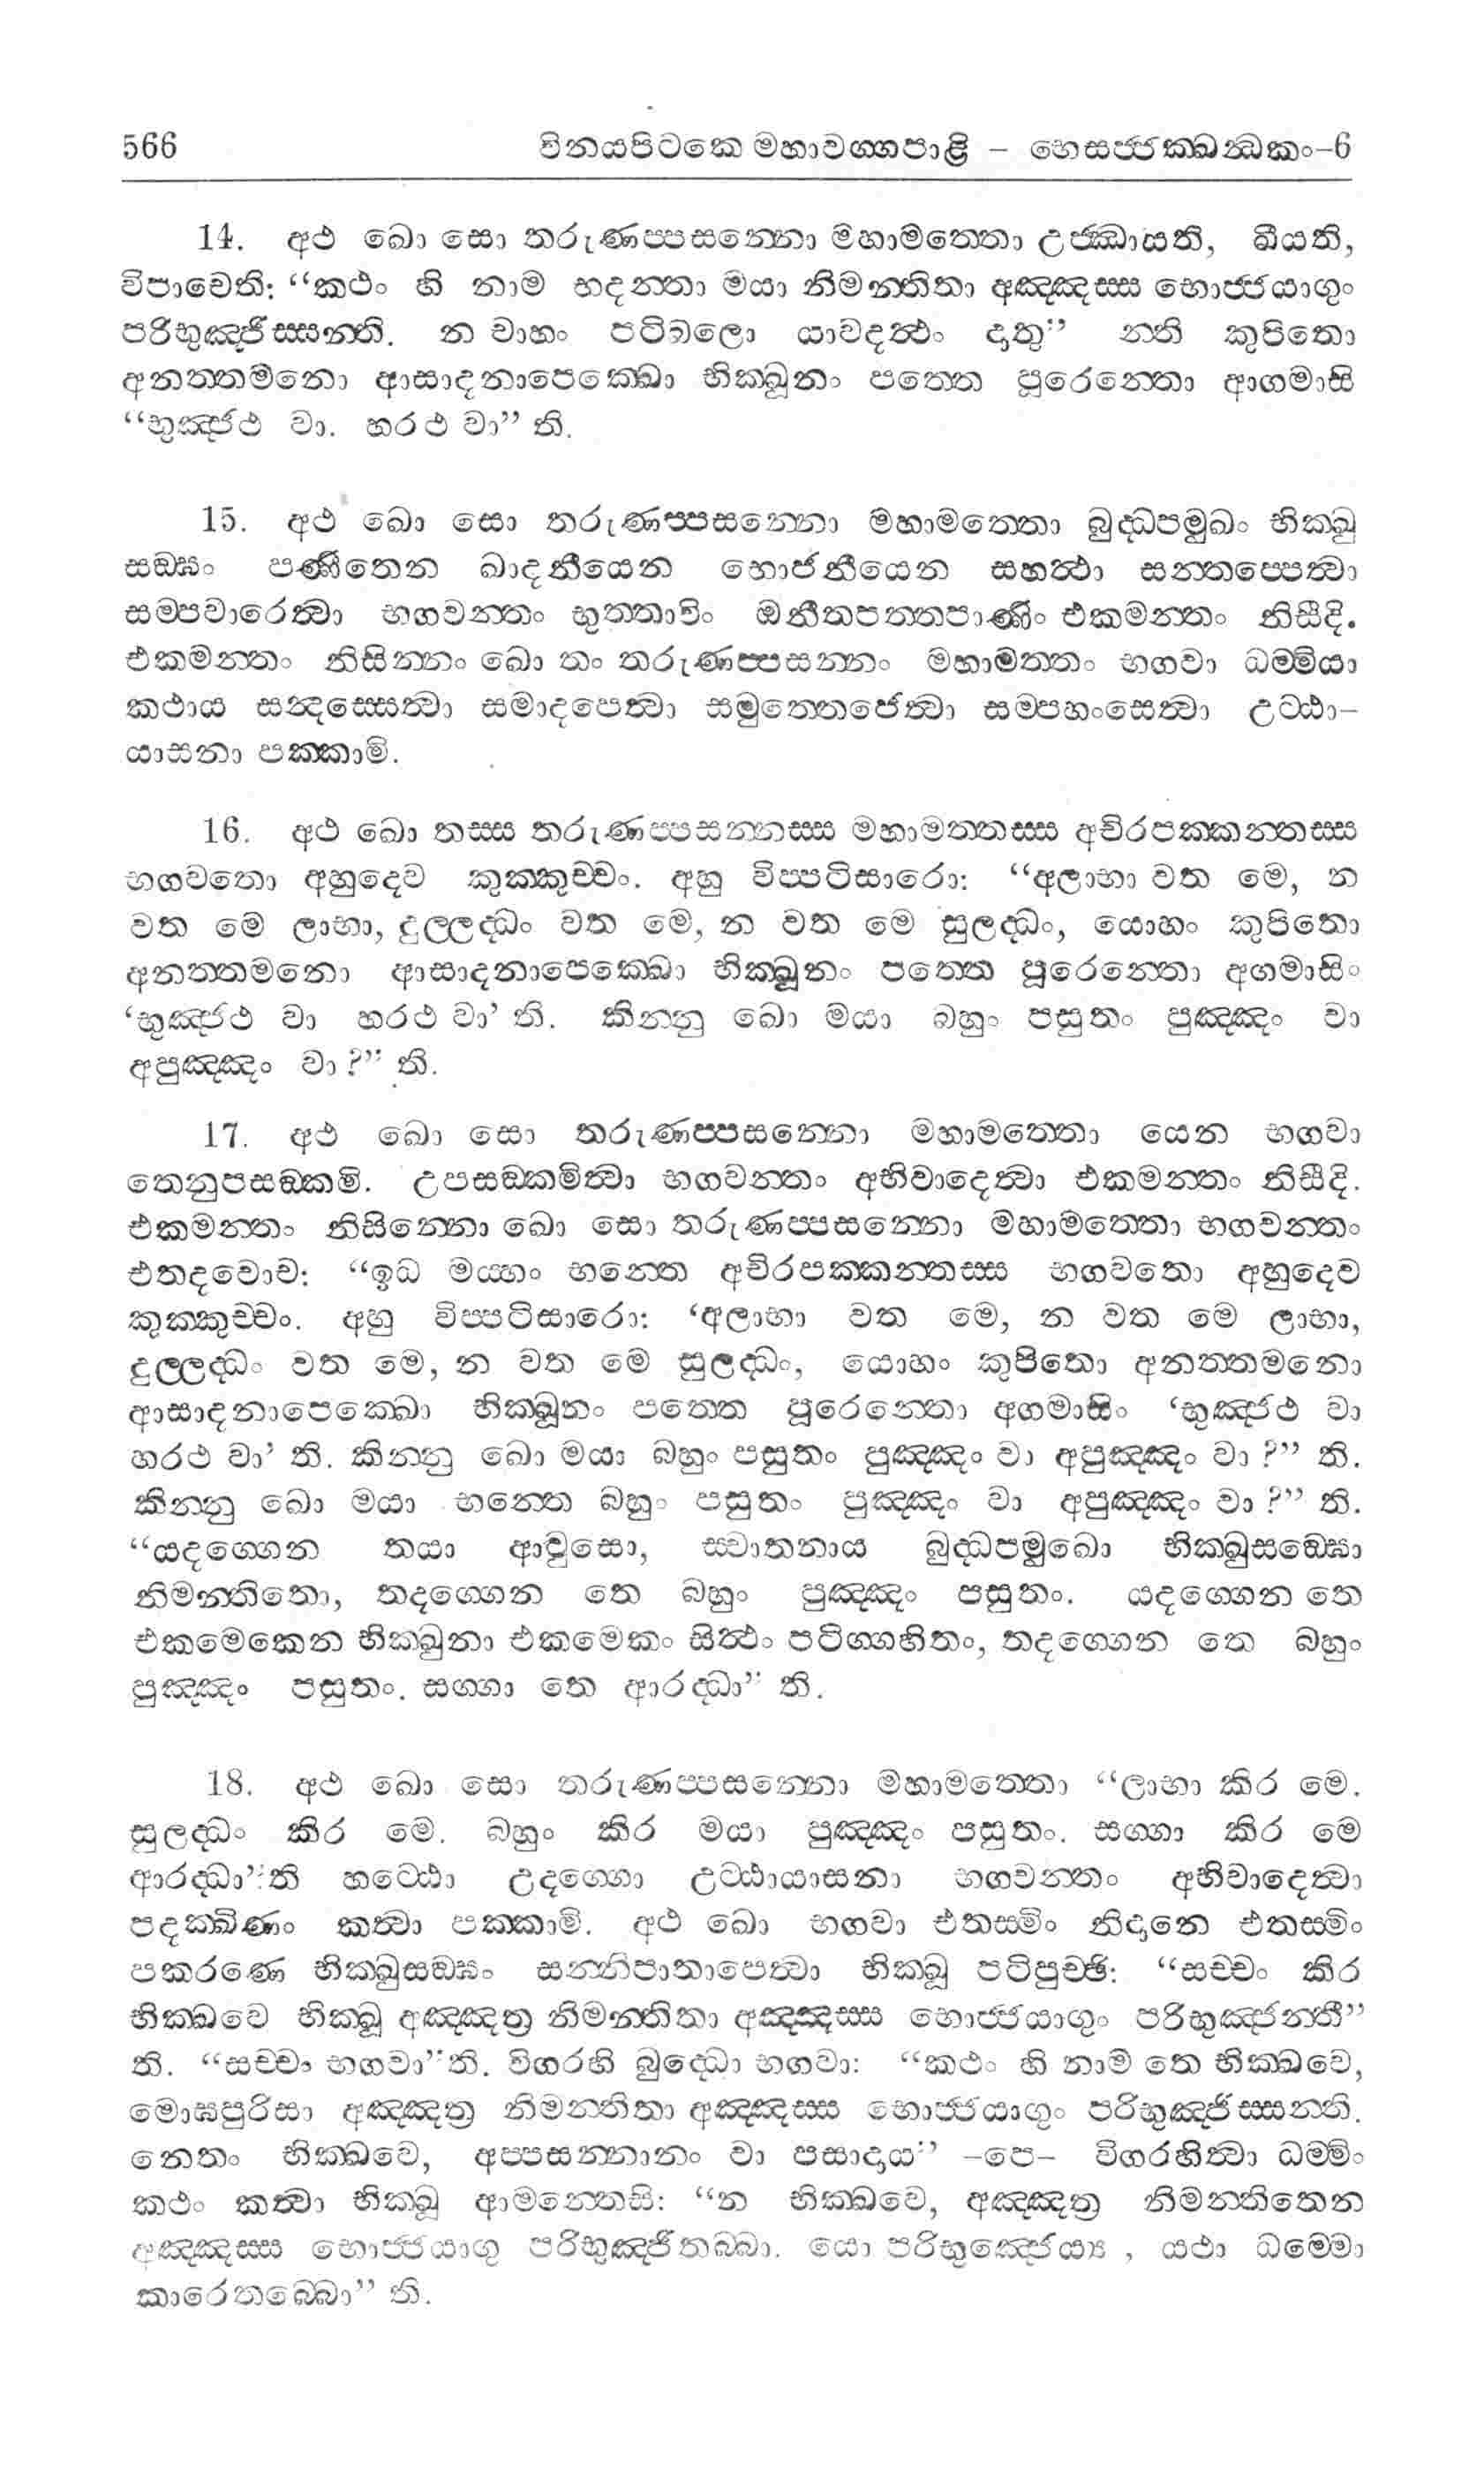 566 විනයපිටකෙ මහාවග්ගපාළි – භෙසජ්ජක්ඛන්ධකං–6
14. අථ ඛො සො තරුණප්පසන්නො මහාමත්තො උජ්ඣායති, ඛීයති,
විපාචෙති: “කථං හි නාම භදන්තා මයා නිමන්තිතා අඤ්ඤස්ස භොජ්ජයාගුං
පරිභුඤ්ජිස්සන්ති. න චාහං පටිබලො යාවදත්ථං දාතු” න්ති කුපිතො
අනත්තමනො ආසාදනාපෙක්ඛො භික්ඛූනං පත්තෙ පූරෙන්තො ආගමාසි
“භුඤ්ජථ වා. හරථ වා” ති.
15. අථ ඛො සො තරුණප්පසන්නො මහාමත්තො බුද්ධපමුඛං භික්ඛු
සඞ්ඝං පණීතෙන ඛාදනීයෙන භොජනීයෙන සහත්ථා සන්තප්පෙත්වා
සම්පවාරෙත්වා භගවන්තං භුත්තාවිං ඔනීතපත්තපාණිං එකමන්තං නිසීදි.
එකමන්තං නිසින්නං ඛො තං තරුණප්පසන්නං මහාමත්තං භගවා ධම්මියා
කථාය සන්දස්සෙත්වා සමාදපෙත්වා සමුත්තෙජෙත්වා සම්පහංසෙත්වා උට්ඨා–
යාසනා පක්කාමි.
16. අථ ඛො තස්ස තරුණප්පසන්නස්ස මහාමත්තස්ස අචිරපක්කන්තස්ස
භගවතො අහුදෙව කුක්කුච්චං. අහු විප්පටිසාරො: “අලාභා වත මෙ, න
වත මෙ ලාභා, දුල්ලද්ධං වත මෙ, න වත මෙ සුලද්ධං, යොහං කුපිතො
අනත්තමනො ආසාදනාපෙක්ඛො භික්ඛූනං පත්තෙ පූරෙන්තො අගමාසිං
‘භුඤ්ජථ වා හරථ වා’ ති. කින්නු ඛො මයා බහුං පසුතං පුඤ්ඤං වා
අපුඤ්ඤං වා ?” ති.
17. අථ ඛො සො තරුණප්පසන්නො මහාමත්තො යෙන භගවා
තෙනුපසඞ්කමි. උපසඞ්කමිත්වා භගවන්තං අභිවාදෙත්වා එකමන්තං නිසීදි.
එකමන්තං නිසින්නො ඛො සො තරුණප්පසන්නො මහාමත්තො භගවන්තං
එතදවොච: “ඉධ මය්හං භන්තෙ අචිරපක්කන්තස්ස භගවතො අහුදෙව
කුක්කුච්චං. අහු විප්පටිසාරො: ‘අලාභා වත මෙ, න වත මෙ ලාභා,
දුල්ලද්ධං වත මෙ, න වත මෙ සුලද්ධං, යොහං කුපිතො අනත්තමනො
ආසාදනාපෙක්ඛො භික්ඛූනං පත්තෙ පූරෙන්තො අගමාසිං ‘භුඤ්ජථ වා
හරථ වා’ ති. කින්නු ඛො මයා බහුං පසුතං පුඤ්ඤං වා අපුඤ්ඤං වා ?” ති.
කින්නු ඛො මයා භන්තෙ බහුං පසුතං පුඤ්ඤං වා අපුඤ්ඤං වා ?” ති.
“යදග්ගෙන තයා ආවුසො, ස්වාතනාය බුද්ධපමුඛො භික්ඛුසඞ්ඝො
නිමන්තිතො, තදග්ගෙන තෙ බහුං පුඤ්ඤං පසුතං. යදග්ගෙන තෙ
එකමෙකෙන භික්ඛුනා එකමෙකං සිත්ථං පටිග්ගහිතං, තදග්ගෙන තෙ බහුං
පුඤ්ඤං පසුතං. සග්ගා තෙ ආරද්ධා” ති.
18. අථ ඛො සො තරුණප්පසන්නො මහාමත්තො “ලාභා කිර මෙ.
සුලද්ධං කිර මෙ. බහුං කිර මයා පුඤ්ඤං පසුතං. සග්ගා කිර මෙ
ආරද්ධා”ති හට්ඨො උදග්ගො උට්ඨායාසනා භගවන්තං අභිවාදෙත්වා
පදක්ඛිණං කත්වා පක්කාමි. අථ ඛො භගවා එතස්මිං නිදානෙ එතස්මිං
පකරණෙ භික්ඛුසඞ්ඝං සන්නිපාතාපෙත්වා භික්ඛූ පටිපුච්ඡි: “සච්චං කිර
භික්ඛවෙ භික්ඛූ අඤ්ඤත්‍ර නිමන්තිතා අඤ්ඤස්ස භොජ්ජයාගුං පරිභුඤ්ජන්තී”
ති. “සච්චං භගවා”ති. විගරහි බුද්ධො භගවා: “කථං හි නාම තෙ භික්ඛවෙ,
මොඝපුරිසා අඤ්ඤත්‍ර නිමන්තිතා අඤ්ඤස්ස භොජ්ජයාගුං පරිභුඤ්ජිස්සන්ති.
නෙතං භික්ඛවෙ, අප්පසන්නානං වා පසාදාය” –පෙ– විගරහිත්වා ධම්මිං
කථං කත්වා භික්ඛූ ආමන්තෙසි: “න භික්ඛවෙ, අඤ්ඤත්‍ර නිමන්තිතෙන
අඤ්ඤස්ස භොජ්ජයාගු පරිභුඤ්ජිතබ්බා. යො පරිභුඤ්ජෙය්‍ය , යථා ධම්මො
කාරෙතබ්බො” ති.